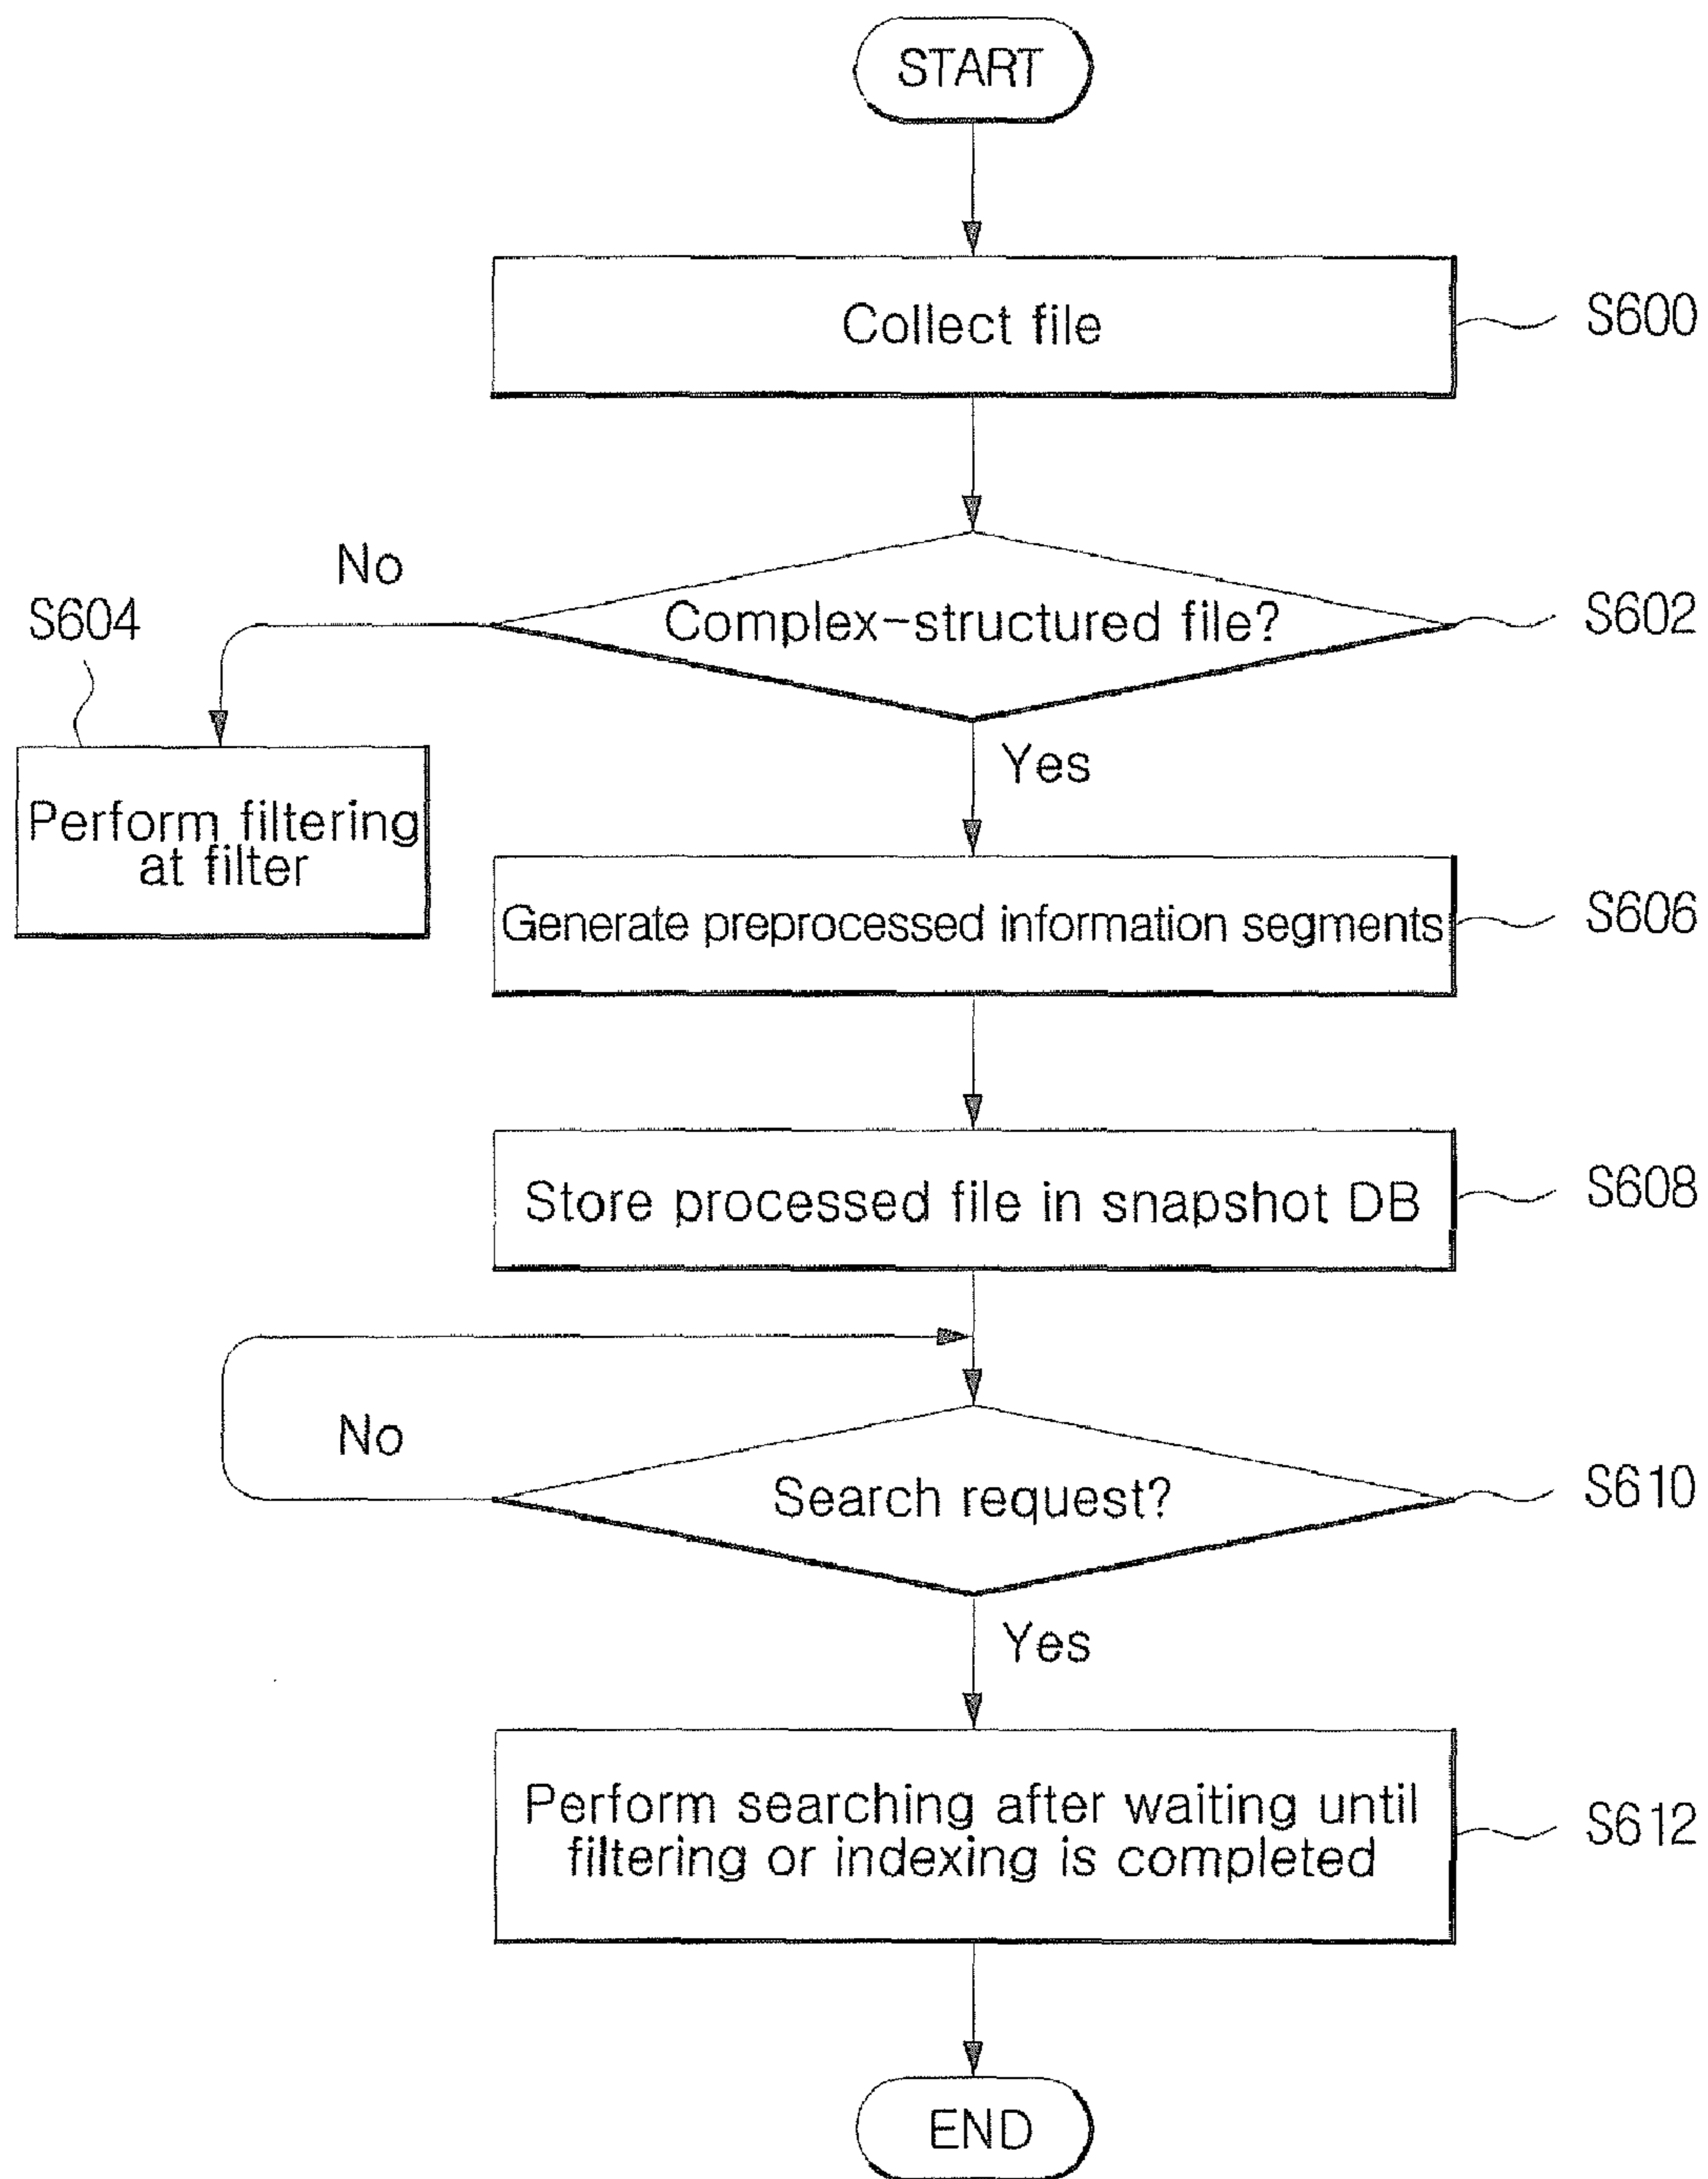 START
Collect file
S600
No
S604
Complex-structured file?
S602
Perform filtering
at filter
Yes
Generate preprocessed information segments
S606
Store processed file in snapshot DB
S608
No
Search request?
S610
Yes
Perform searching after waiting until
filtering or indexing is completed
S612
END